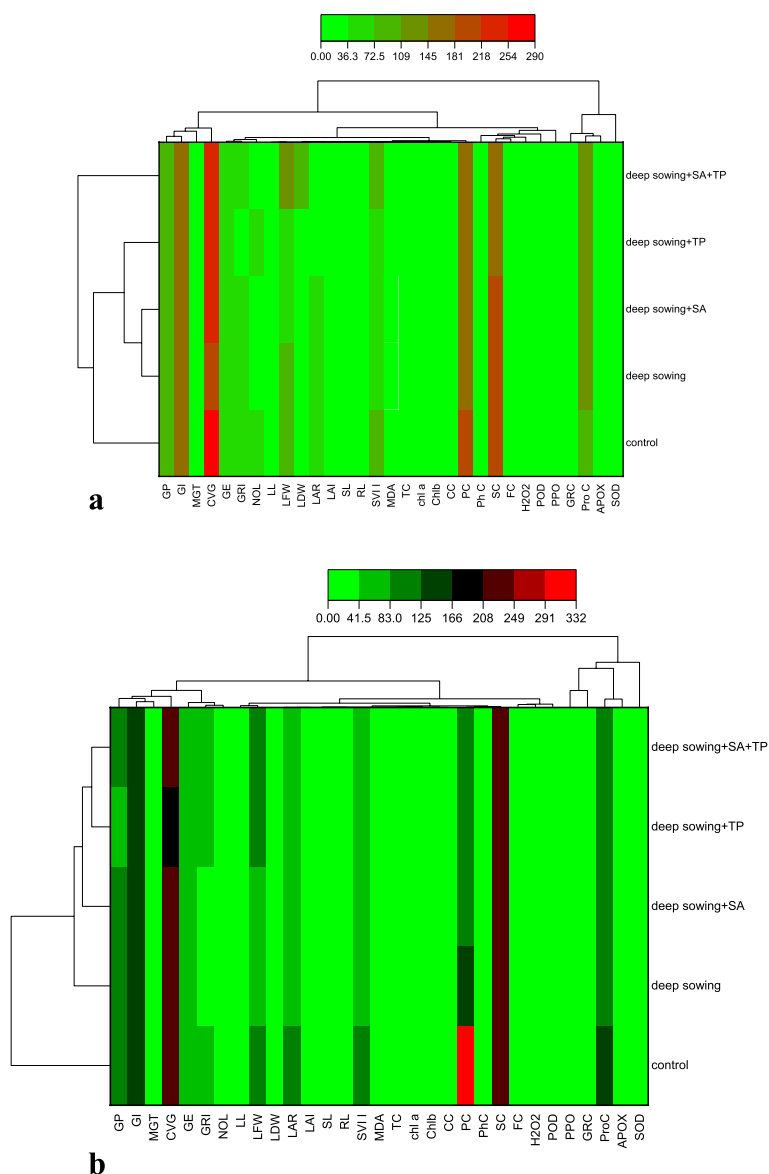 0.00 36.3 72.5 109 145 181 218 254 290
deep sowing+SA+TP
deep sowing+TP
deep sowing+SA
deep sowing
control
GP GI MGT CVG GE GRI NOL LL LFW LDW LAR LAI SL RL SVI I MDA TC chl a Chlb CC PC Ph C SC FC H2O2 POD PPO GRC Pro C APOX SOD
a
0.00 41.5 83.0 125 166 208 249 291 332
deep sowing+SA+TP
deep sowing+TP
deep sowing+SA
deep sowing
control
GP GI MGT CVG GE GRI NOL LL LFW LDW LAR LAI SL RL SVI I MDA TC chl a Chlb CC PC PhC SC FC H2O2 POD PPO GRC ProC APOX SOD
b